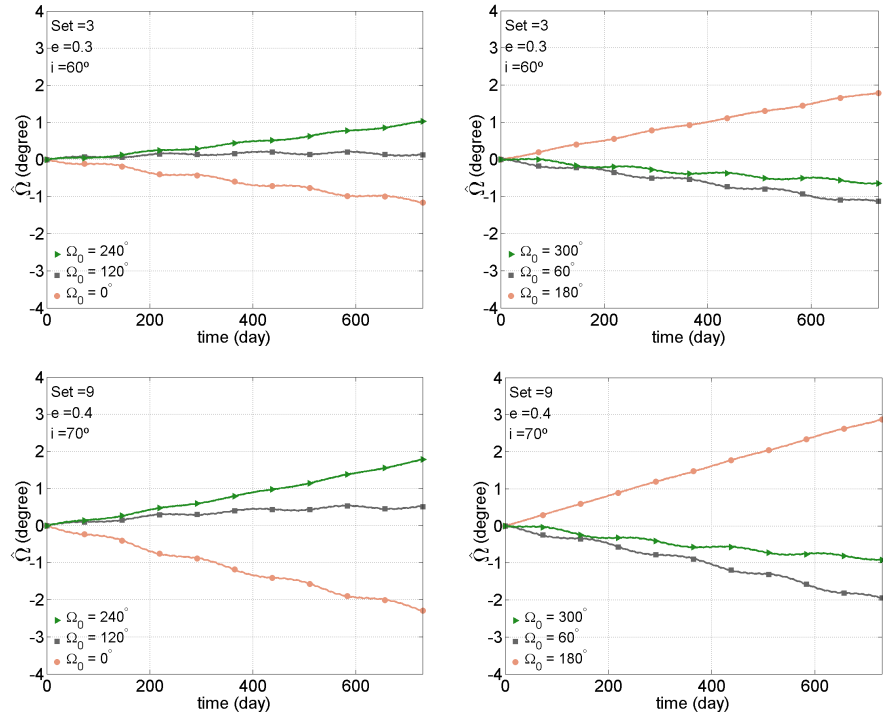 Set =3
e =0.3
i =60º
4
3
2
1
0
-1
-2
-3
-4
Ω̂ (degree)
Ω0 = 240°
Ω0 = 120°
Ω0 = 0°
0
200
400
600
time (day)
Set =3
e =0.3
i =60º
4
3
2
1
0
-1
-2
-3
-4
Ω̂ (degree)
Ω0 = 300°
Ω0 = 60°
Ω0 = 180°
0
200
400
600
time (day)
Set =9
e =0.4
i =70º
4
3
2
1
0
-1
-2
-3
-4
Ω̂ (degree)
Ω0 = 240°
Ω0 = 120°
Ω0 = 0°
0
200
400
600
time (day)
Set =9
e =0.4
i =70º
4
3
2
1
0
-1
-2
-3
-4
Ω̂ (degree)
Ω0 = 300°
Ω0 = 60°
Ω0 = 180°
0
200
400
600
time (day)